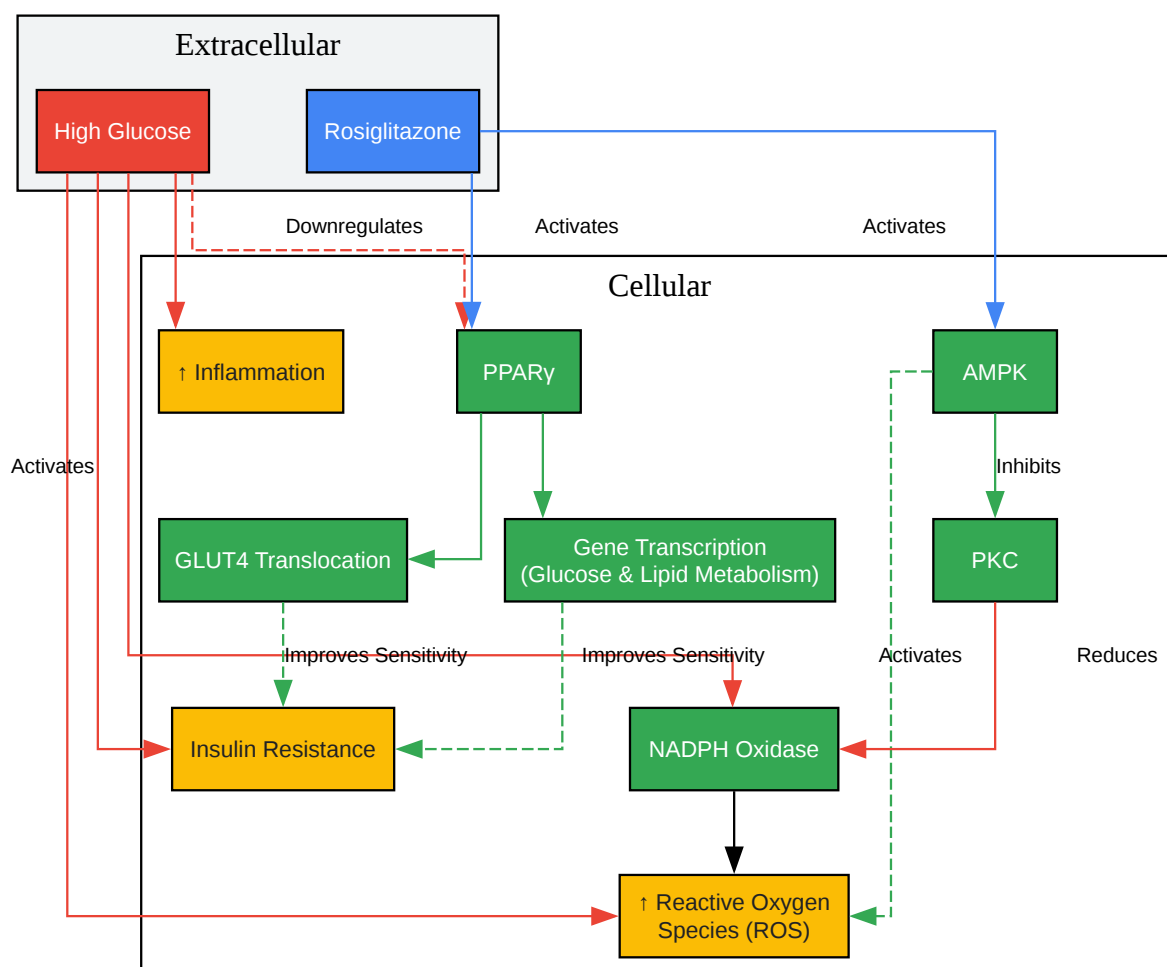 Extracellular
High Glucose
Rosiglitazone
Downregulates
Activates
Activates
Cellular
↑ Inflammation
PPARγ
AMPK
Activates
Inhibits
GLUT4 Translocation
Gene Transcription
(Glucose & Lipid Metabolism)
PKC
Improves Sensitivity
Improves Sensitivity
Activates
Reduces
Insulin Resistance
NADPH Oxidase
↑ Reactive Oxygen
Species (ROS)